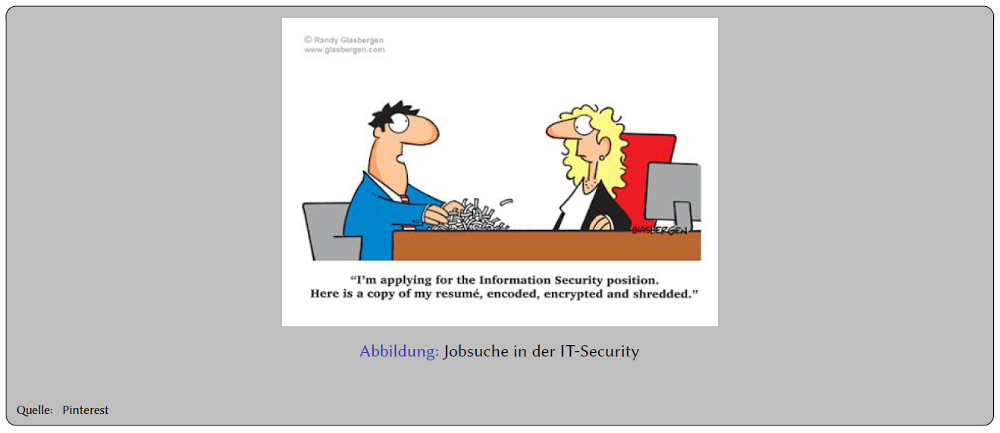 © Randy Glasbergen
www.glasbergen.com
GLASBERGEN
“I’m applying for the Information Security position.
Here is a copy of my resumé, encoded, encrypted and shredded.”
Abbildung: Jobsuche in der IT-Security
Quelle: Pinterest